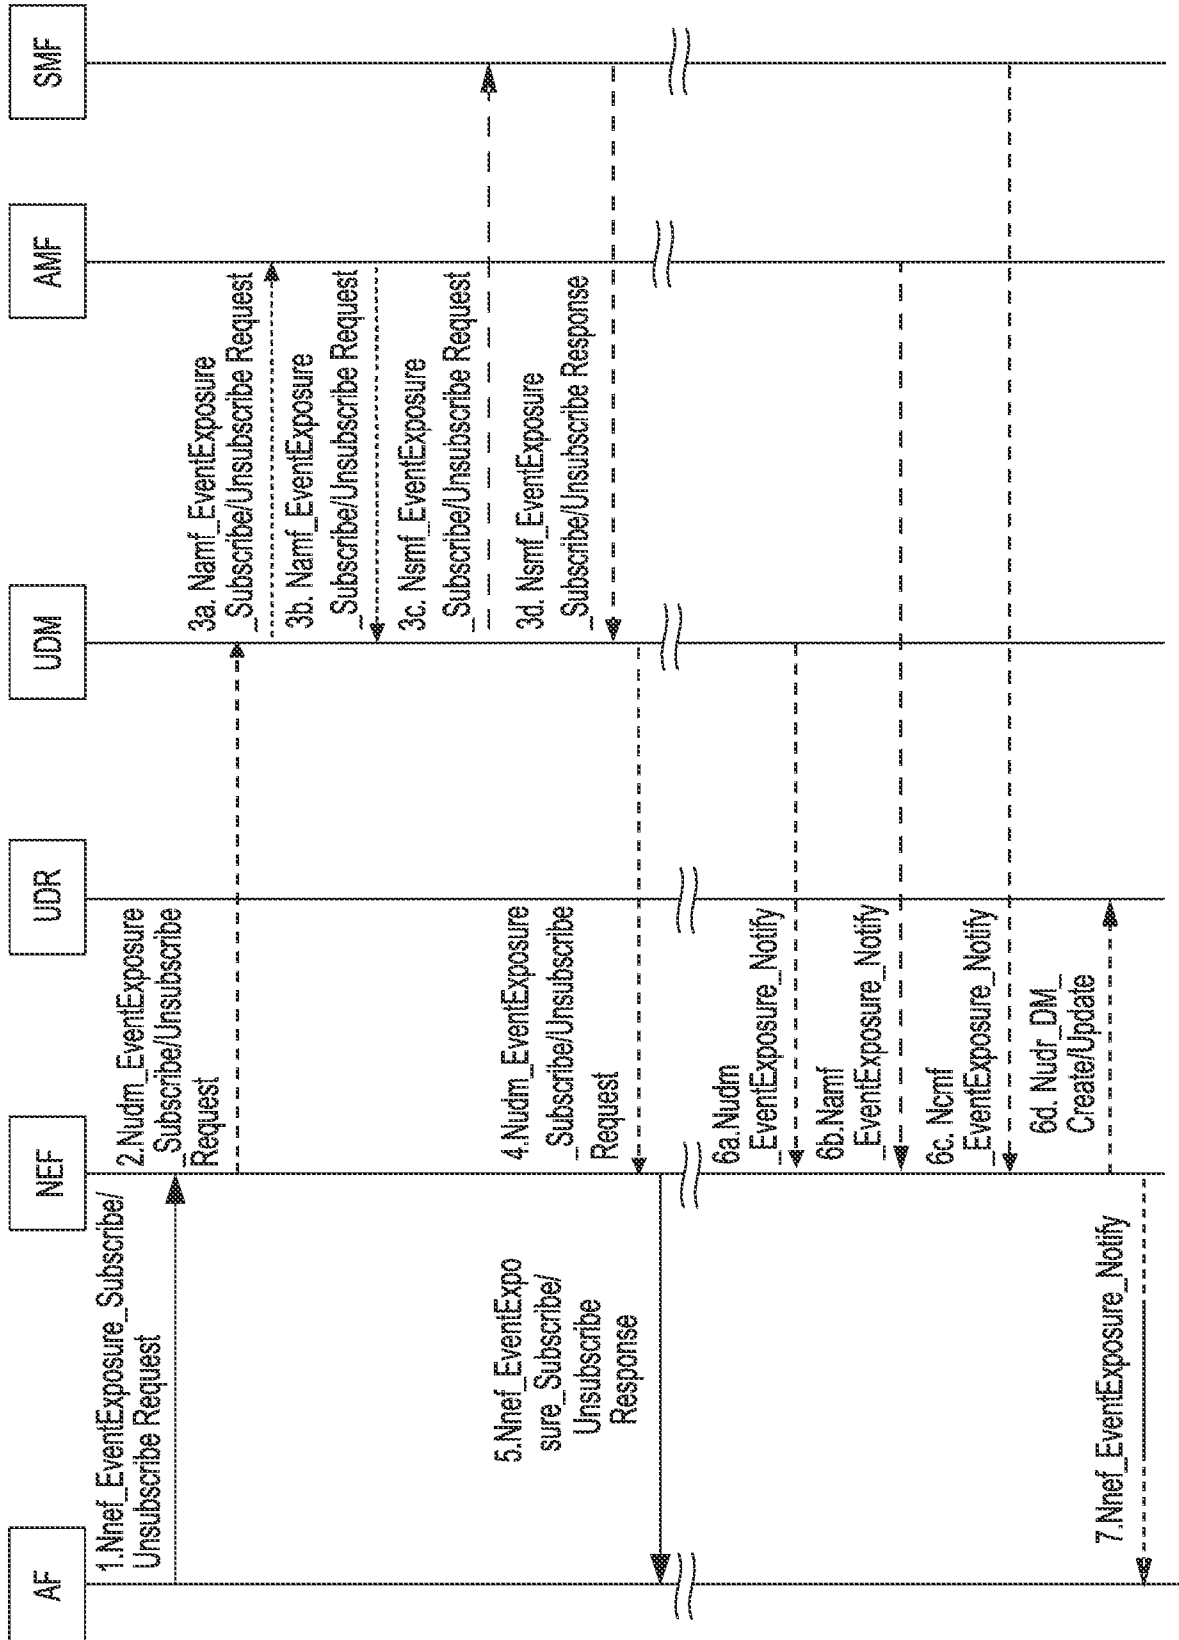 AF
NEF
UDR
UDM
AMF
SMF
1.Nnef_EventExposure_Subscribe/
Unsubscribe Request
2.Nudm_EventExposure
_Subscribe/Unsubscribe
Request
3a. Namf_EventExposure
_Subscribe/Unsubscribe Request
3b. Namf_EventExposure
_Subscribe/Unsubscribe Request
3c. Nsmf_EventExposure
_Subscribe/Unsubscribe Request
3d. Nsmf_EventExposure
_Subscribe/Unsubscribe Response
4.Nudm_EventExposure
_Subscribe/Unsubscribe
Request
5.Nnef_EventExpo
sure_Subscribe/
Unsubscribe
Response
6a.Nudm
_EventExposure_Notify
6b.Namf
_EventExposure_Notify
6c. Ncmf
_EventExposure_Notify
6d. Nudr_DM_
Create/Update
7.Nnef_EventExposure_Notify